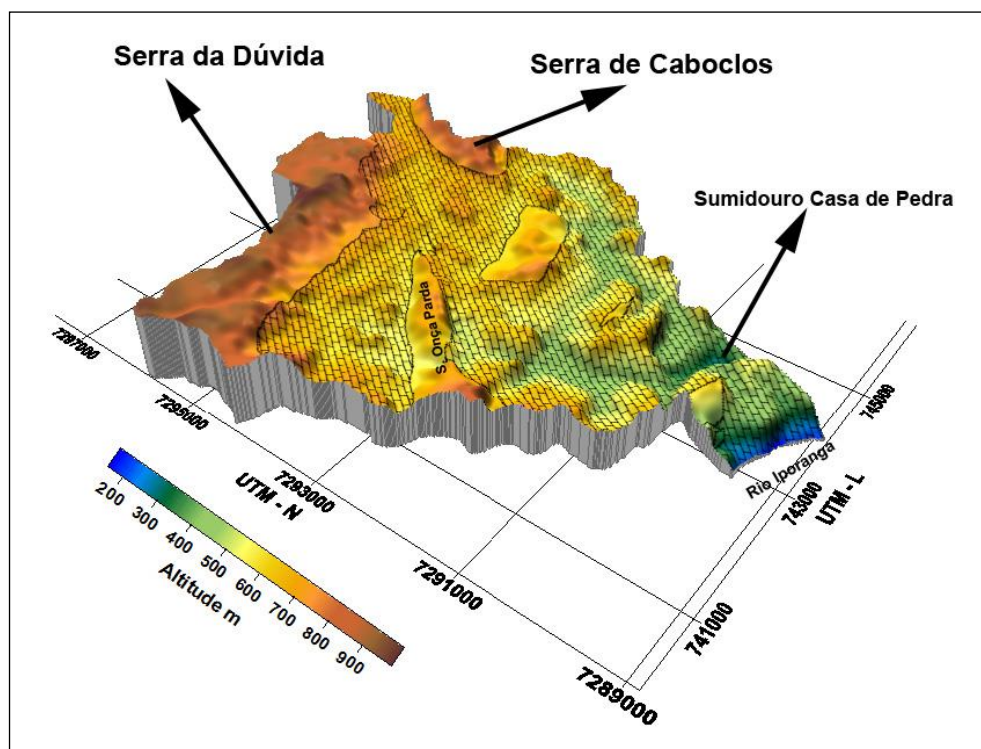 Serra da Dúvida
Serra de Caboclos
Sumidouro Casa de Pedra
S. Onça Parda
7297000
7295000
7293000
7291000
7289000
UTM - N
745000
743000
741000
UTM - L
Rio Iporanga
200
300
400
500
600
700
800
900
Altitude m